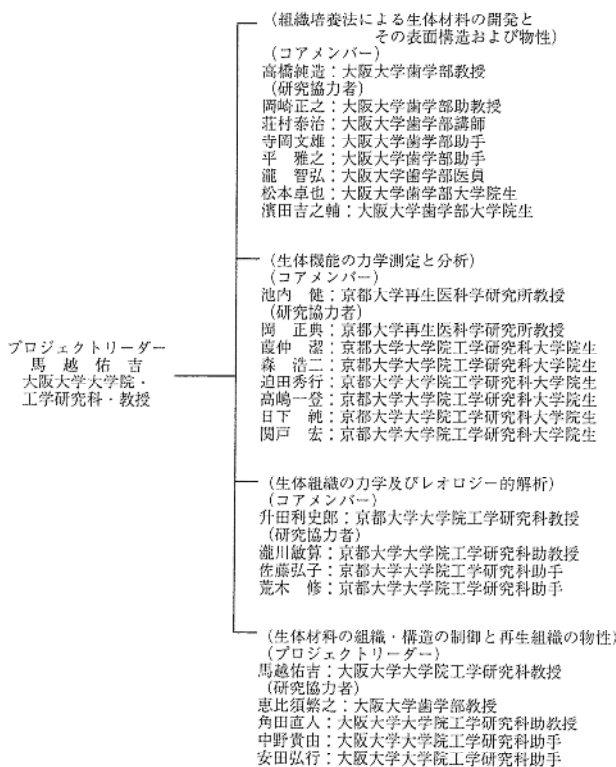 プロジェクトリーダー
馬越佑吉
大阪大学大学院・
工学研究科・教授
(組織培養法による生体材料の開発と
その表面構造および物性)
(コアメンバー)
高橋純造:大阪大学歯学部教授
(研究協力者)
岡崎正之:大阪大学歯学部助教授
荘村泰治:大阪大学歯学部講師
寺岡文雄:大阪大学歯学部助手
平 雅之:大阪大学歯学部助手
瀧 智弘:大阪大学歯学部医員
松本卓也:大阪大学歯学部大学院生
濱田吉之輔:大阪大学歯学部大学院生
(生体機能の力学測定と分析)
(コアメンバー)
池内 健:京都大学再生医科学研究所教授
(研究協力者)
岡 正典:京都大学再生医科学研究所教授
葭仲 潔:京都大学大学院工学研究科大学院生
森 浩二:京都大学大学院工学研究科大学院生
迫田秀行:京都大学大学院工学研究科大学院生
高嶋一登:京都大学大学院工学研究科大学院生
日下 純:京都大学大学院工学研究科大学院生
関戸 宏:京都大学大学院工学研究科大学院生
(生体組織の力学及びレオロジー的解析)
(コアメンバー)
升田利史郎:京都大学大学院工学研究科教授
(研究協力者)
瀧川敏算:京都大学大学院工学研究科助教授
佐藤弘子:京都大学大学院工学研究科助手
荒木 修:京都大学大学院工学研究科助手
(生体材料の組織・構造の制御と再生組織の物性)
(プロジェクトリーダー)
馬越佑吉:大阪大学大学院工学研究科教授
(研究協力者)
恵比須繁之:大阪大学歯学部教授
角田直人:大阪大学大学院工学研究科助教授
中野貴由:大阪大学大学院工学研究科助手
安田弘行:大阪大学大学院工学研究科助手